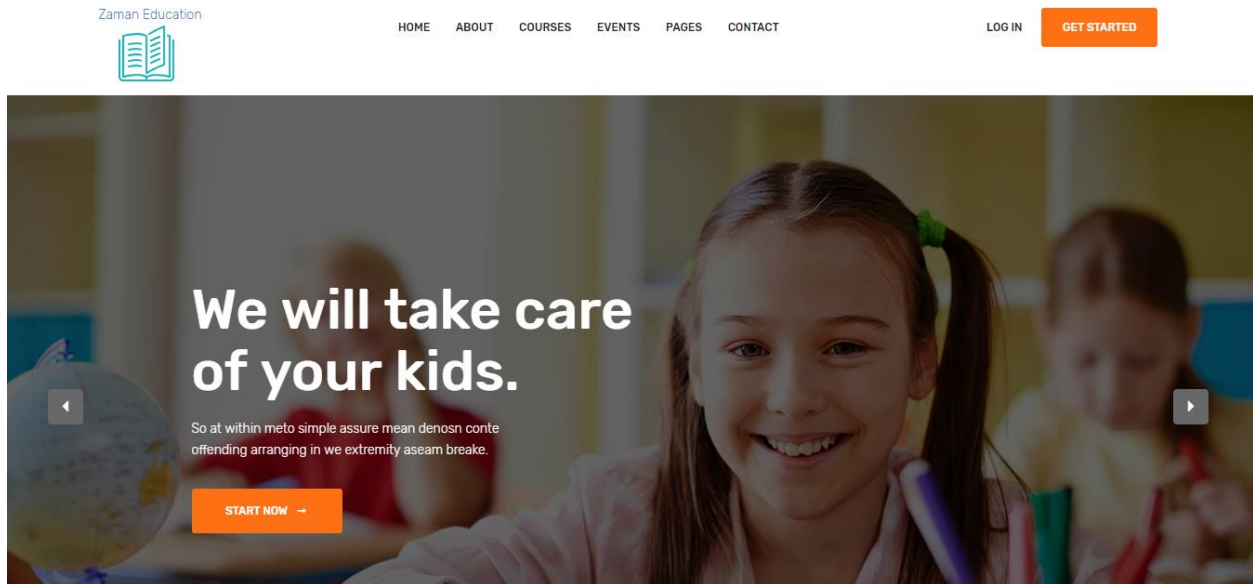 Zaman Education
HOME ABOUT COURSES EVENTS PAGES CONTACT LOG IN GET STARTED
We will take care
of your kids.
So at within meto simple assure mean denosn conte
offending arranging in we extremity aseam breake.
START NOW →